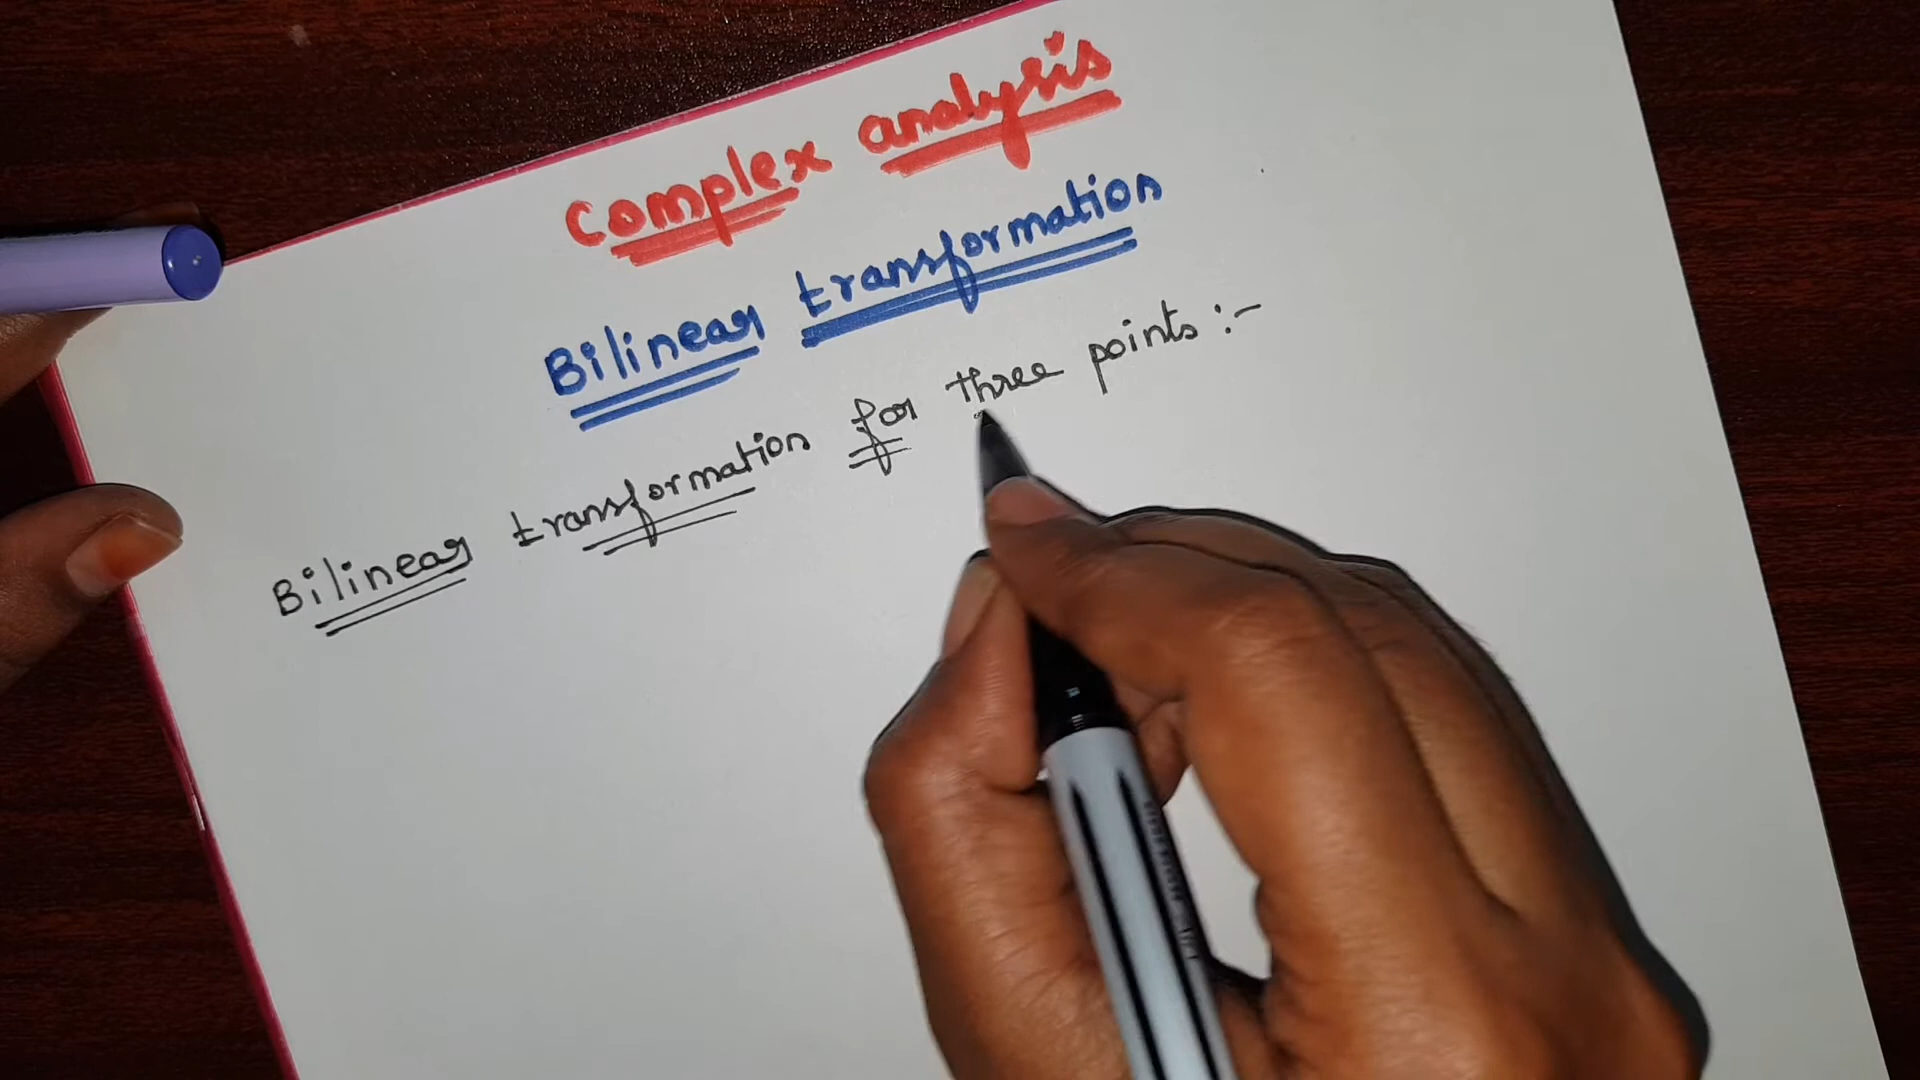 Complex analysis
Bilinear transformation
Bilinear transformation for three points :-